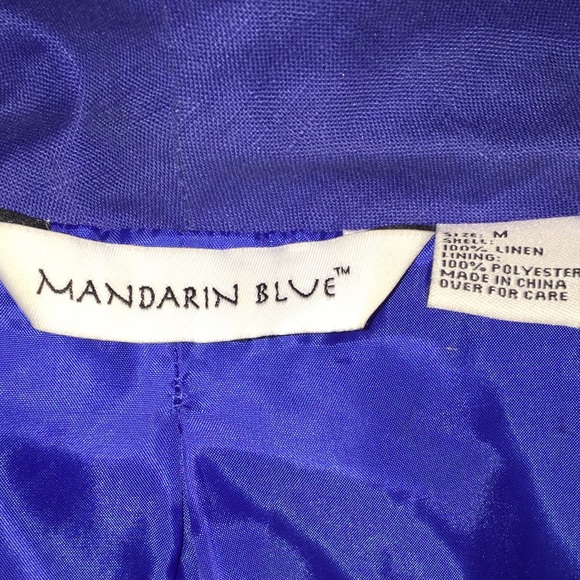 MANDARIN BLUE™
SIZE: M
SHELL:
100% LINEN
LINING:
100% POLYESTER
MADE IN CHINA
OVER FOR CARE